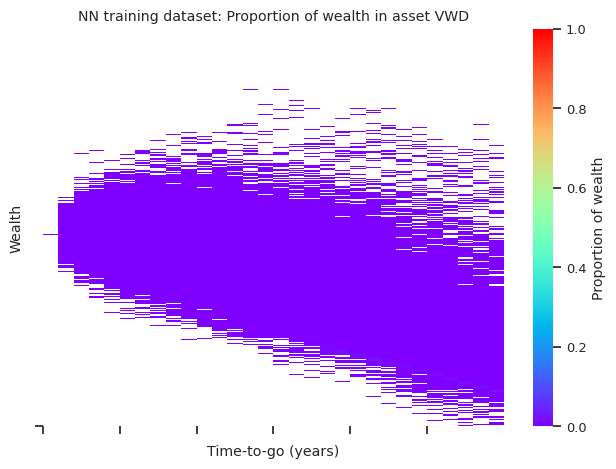 NN training dataset: Proportion of wealth in asset VWD
Wealth
Time-to-go (years)
1.0
0.8
0.6
0.4
0.2
0.0
Proportion of wealth